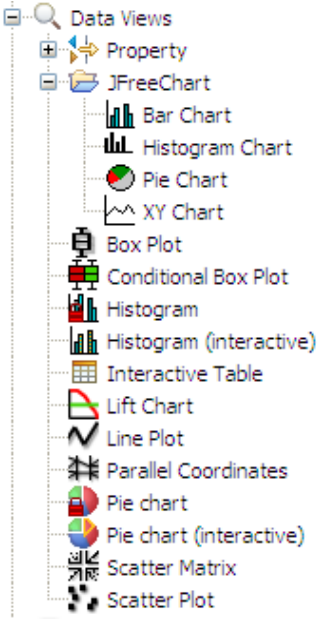 Data Views
Property
JFreeChart
Bar Chart
Histogram Chart
Pie Chart
XY Chart
Box Plot
Conditional Box Plot
Histogram
Histogram (interactive)
Interactive Table
Lift Chart
Line Plot
Parallel Coordinates
Pie chart
Pie chart (interactive)
Scatter Matrix
Scatter Plot